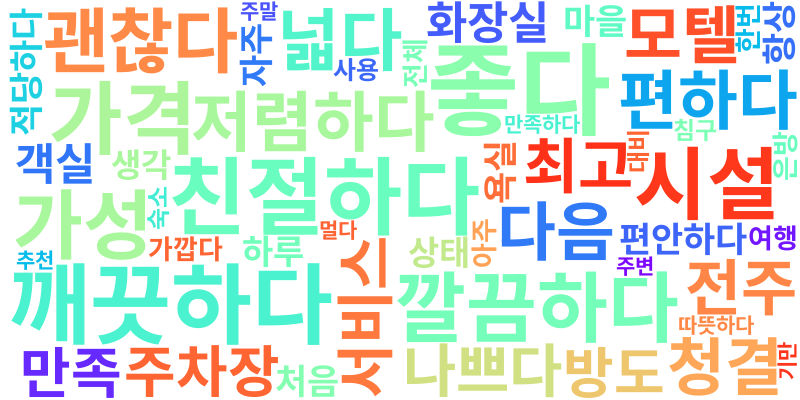 적당하다
괜찮다
주말
자주
넓다
사용
전체
화장실
마을
모텔
한번
항상
가격
저렴하다
좋다
만족하다
편하다
침구
온방
객실
생각
친절하다
욕실
최고
대비
시설
가성
숙소
가깝다
하루
멀다
상태
아주
다음
편안하다
여행
추천
깨끗하다
서비스
깔끔하다
주변
전주
따뜻하다
만족
주차장
처음
나쁘다
방도
청결
기만